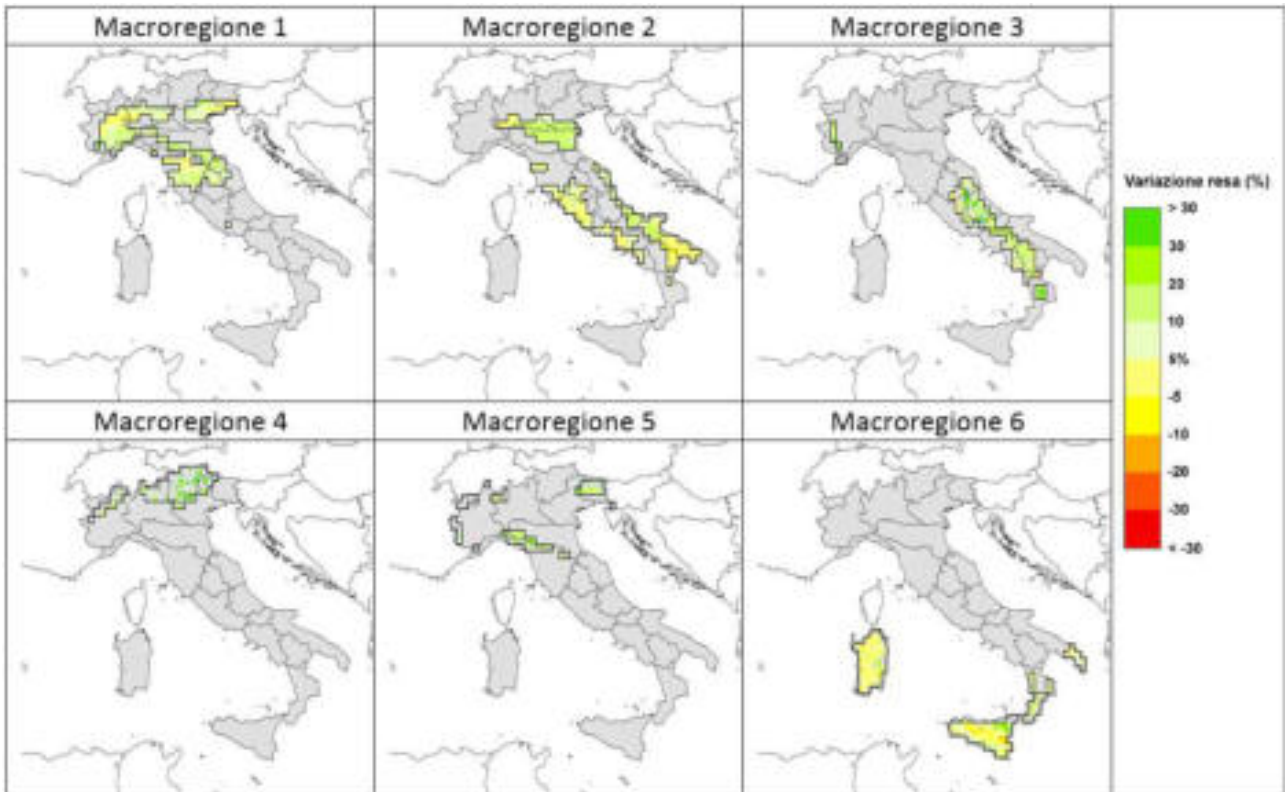 Macroregione 1
Macroregione 2
Macroregione 3
Macroregione 4
Macroregione 5
Macroregione 6
Variazione resa (%)
> 30
30
20
10
5%
-5
-10
-20
-30
< -30